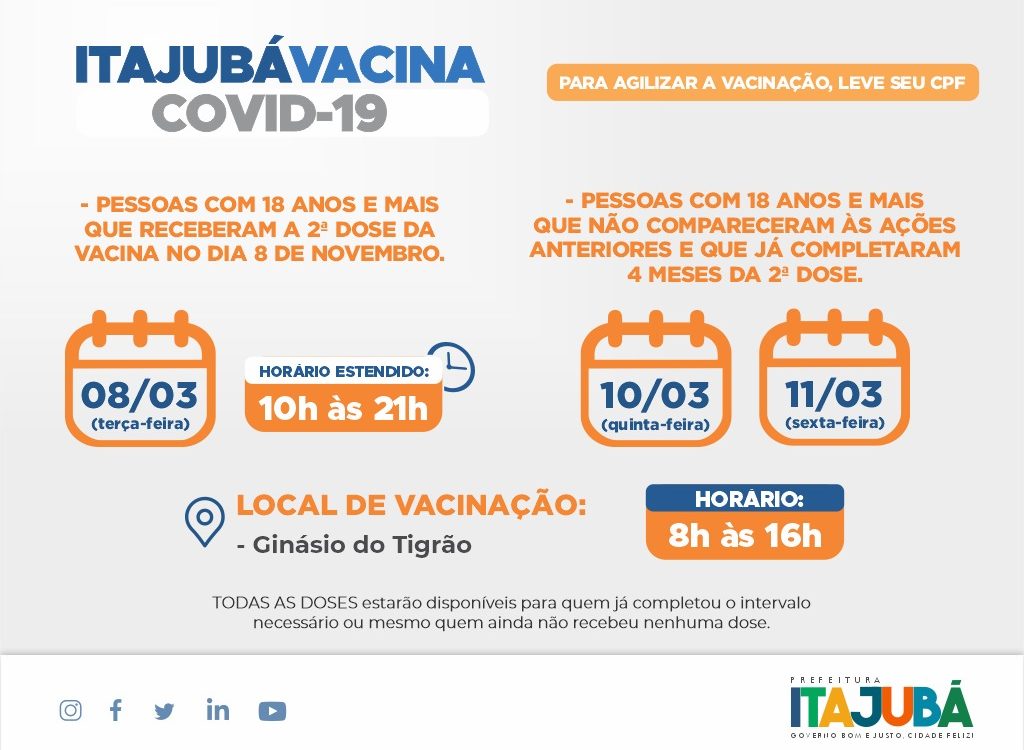 ITAJUBÁVACINA
COVID-19
PARA AGILIZAR A VACINAÇÃO, LEVE SEU CPF
- PESSOAS COM 18 ANOS E MAIS
QUE RECEBERAM A 2ª DOSE DA
VACINA NO DIA 8 DE NOVEMBRO.
08/03
(terça-feira)
HORÁRIO ESTENDIDO:
10h às 21h
- PESSOAS COM 18 ANOS E MAIS
QUE NÃO COMPARECERAM ÀS AÇÕES
ANTERIORES E QUE JÁ COMPLETARAM
4 MESES DA 2ª DOSE.
10/03
(quinta-feira)
11/03
(sexta-feira)
LOCAL DE VACINAÇÃO:
- Ginásio do Tigrão
HORÁRIO:
8h às 16h
TODAS AS DOSES estarão disponíveis para quem já completou o intervalo
necessário ou mesmo quem ainda não recebeu nenhuma dose.
PREFEITURA
ITAJUBÁ
GOVERNO BOM E JUSTO, CIDADE FELIZ!